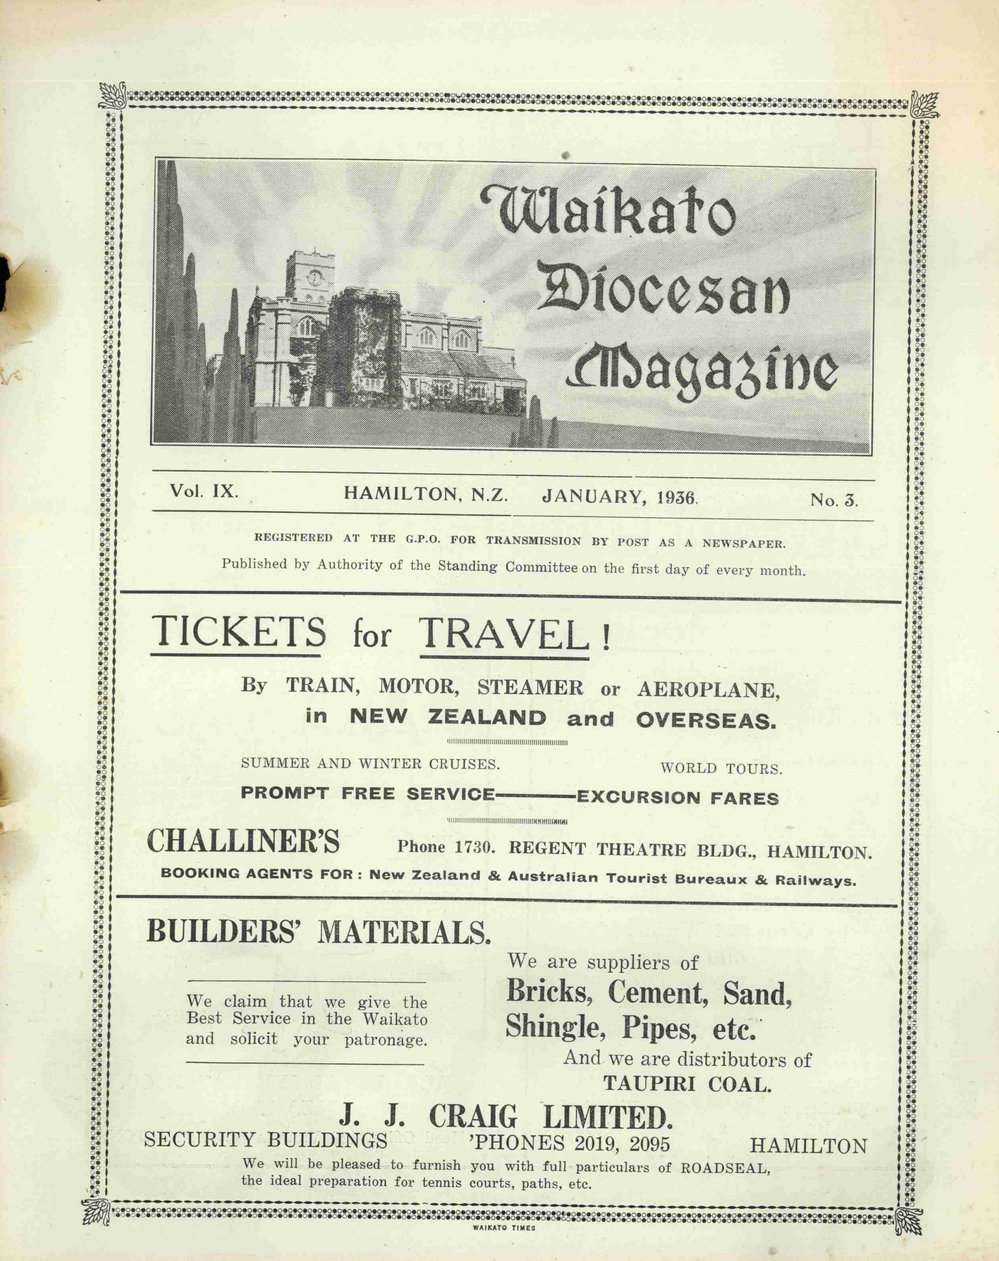 Waikato
Diocesan
Magazine
Vol. IX. HAMILTON, N.Z. JANUARY, 1936. No. 3.
REGISTERED AT THE G.P.O. FOR TRANSMISSION BY POST AS A NEWSPAPER.
Published by Authority of the Standing Committee on the first day of every month.
TICKETS for TRAVEL!
By TRAIN, MOTOR, STEAMER or AEROPLANE,
in NEW ZEALAND and OVERSEAS.
SUMMER AND WINTER CRUISES. WORLD TOURS.
PROMPT FREE SERVICE————EXCURSION FARES
CHALLINER'S Phone 1730. REGENT THEATRE BLDG., HAMILTON.
BOOKING AGENTS FOR: New Zealand & Australian Tourist Bureaux & Railways.
BUILDERS' MATERIALS.
We claim that we give the
Best Service in the Waikato
and solicit your patronage.
We are suppliers of
Bricks, Cement, Sand,
Shingle, Pipes, etc.
And we are distributors of
TAUPIRI COAL.
J. J. CRAIG LIMITED.
SECURITY BUILDINGS 'PHONES 2019, 2095 HAMILTON
We will be pleased to furnish you with full particulars of ROADSEAL,
the ideal preparation for tennis courts, paths, etc.
WAIKATO TIMES